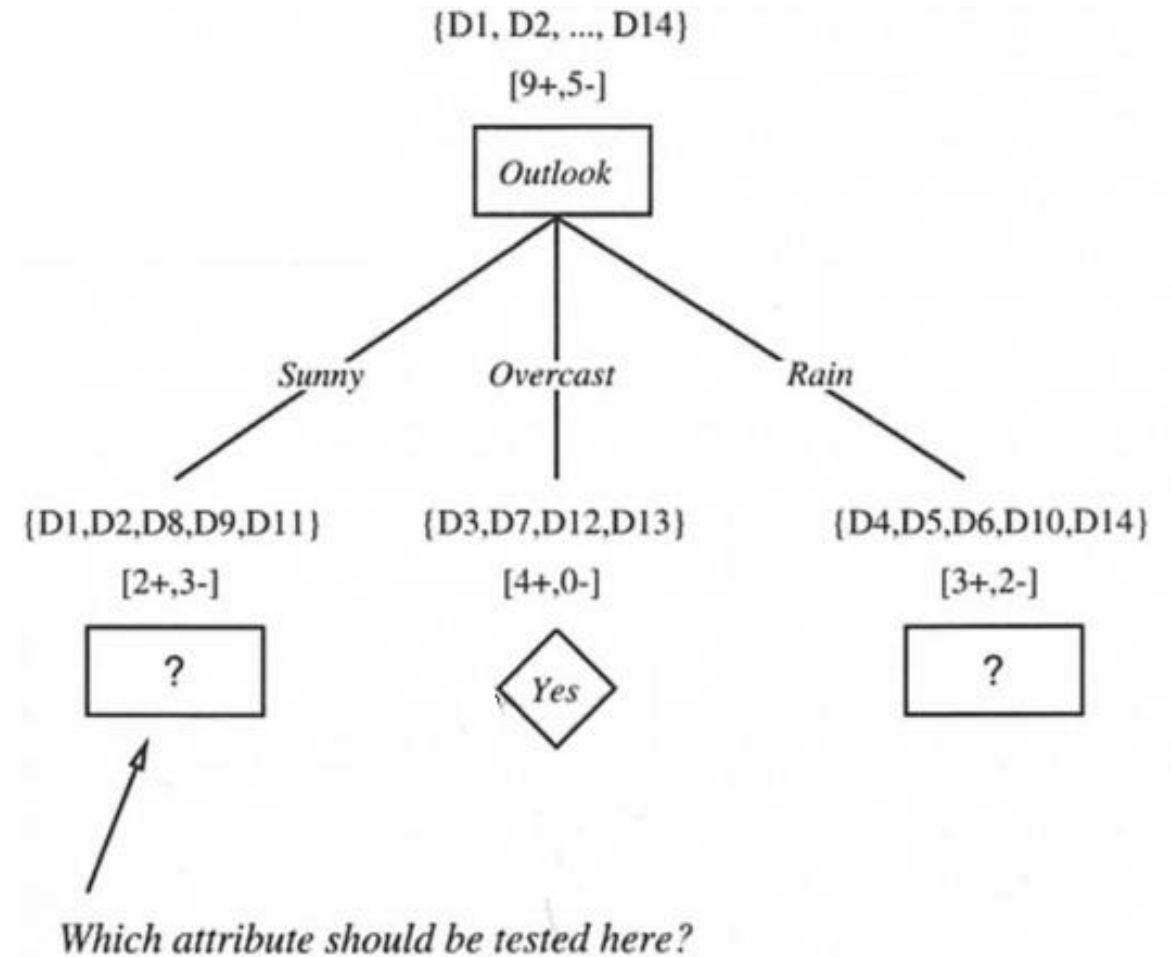 {D1, D2, ..., D14}
[9+,5-]
Outlook
Sunny
Overcast
Rain
{D1,D2,D8,D9,D11}
{D3,D7,D12,D13}
{D4,D5,D6,D10,D14}
[2+,3-]
[4+,0-]
[3+,2-]
?
Yes
?
Which attribute should be tested here?